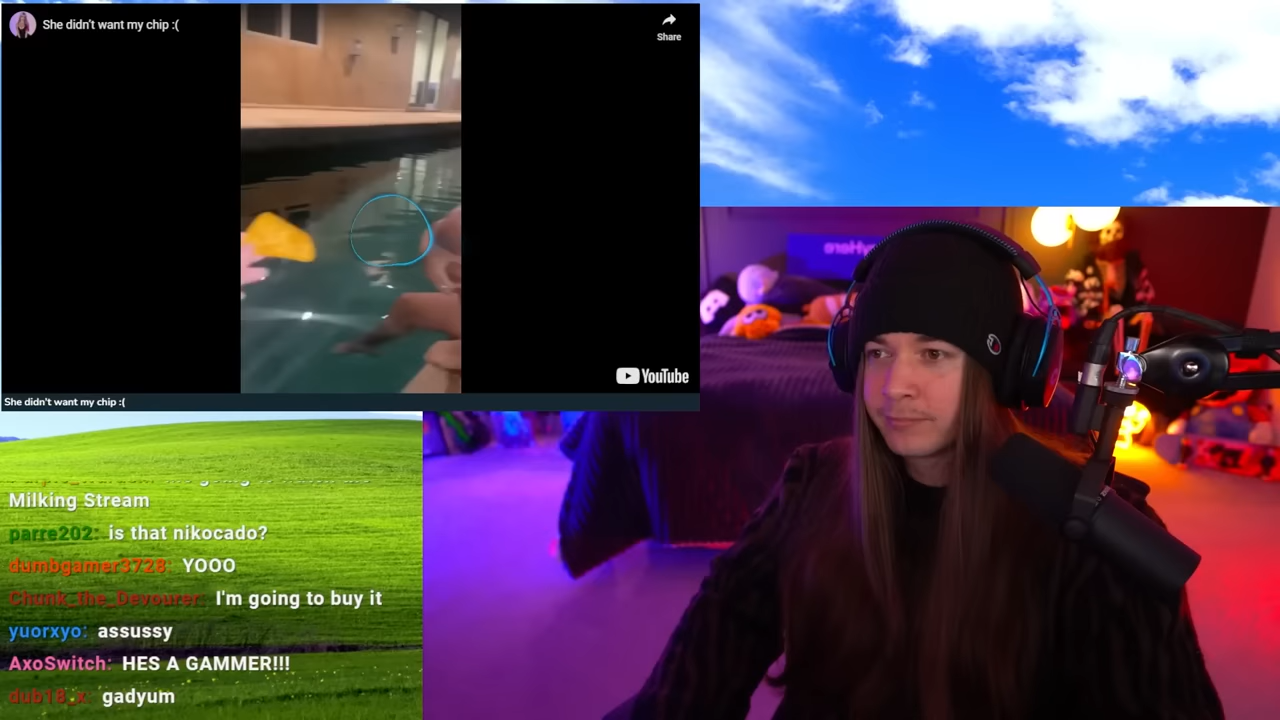 She didn't want my chip :(
Share
YouTube
She didn't want my chip :(
Milking Stream
parre202: is that nikocado?
dumbgamer3728: YOOO
Chunk_the_Devourer: I'm going to buy it
yuorxyo: assussy
AxoSwitch: HES A GAMMER!!!
dub18_x: gadyum